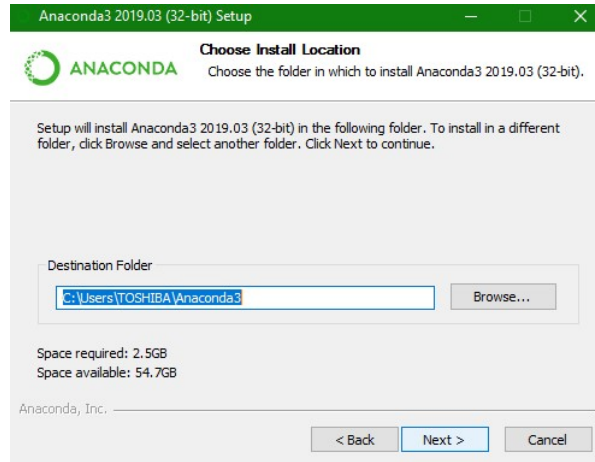 Anaconda3 2019.03 (32-bit) Setup
ANACONDA
Choose Install Location
Choose the folder in which to install Anaconda3 2019.03 (32-bit).
Setup will install Anaconda3 2019.03 (32-bit) in the following folder. To install in a different
folder, click Browse and select another folder. Click Next to continue.
Destination Folder
C:\Users\TOSHIBA\Anaconda3
Browse...
Space required: 2.5GB
Space available: 54.7GB
Anaconda, Inc.
< Back
Next >
Cancel